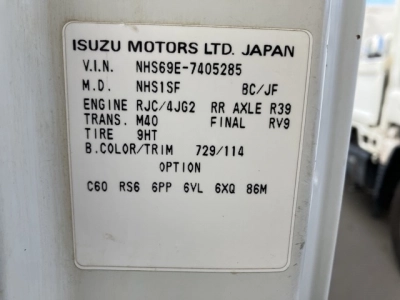 ISUZU MOTORS LTD. JAPAN
V.I.N. NHS69E-7405285
M.D. NHS1SF BC/JF
ENGINE RJC/4JG2 RR AXLE R39
TRANS. M40 FINAL RV9
TIRE 9HT
B.COLOR/TRIM 729/114
OPTION
C60 RS6 6PP 6VL 6XQ 86M